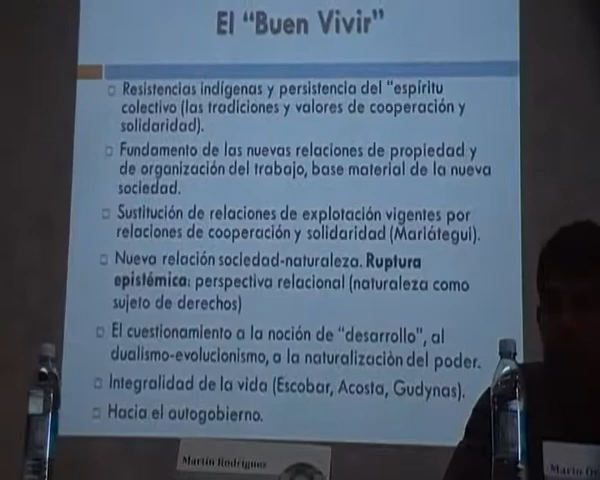 El “Buen Vivir”
Resistencias indígenas y persistencia del “espíritu
colectivo (las tradiciones y valores de cooperación y
solidaridad).
Fundamento de las nuevas relaciones de propiedad y
de organización del trabajo, base material de la nueva
sociedad.
Sustitución de relaciones de explotación vigentes por
relaciones de cooperación y solidaridad (Mariátegui).
Nueva relación sociedad-naturaleza. Ruptura
epistémica: perspectiva relacional (naturaleza como
sujeto de derechos)
El cuestionamiento a la noción de “desarrollo”, al
dualismo-evolucionismo, a la naturalización del poder.
Integralidad de la vida (Escobar, Acosta, Gudynas).
Hacia el autogobierno.
Martín Rodríguez